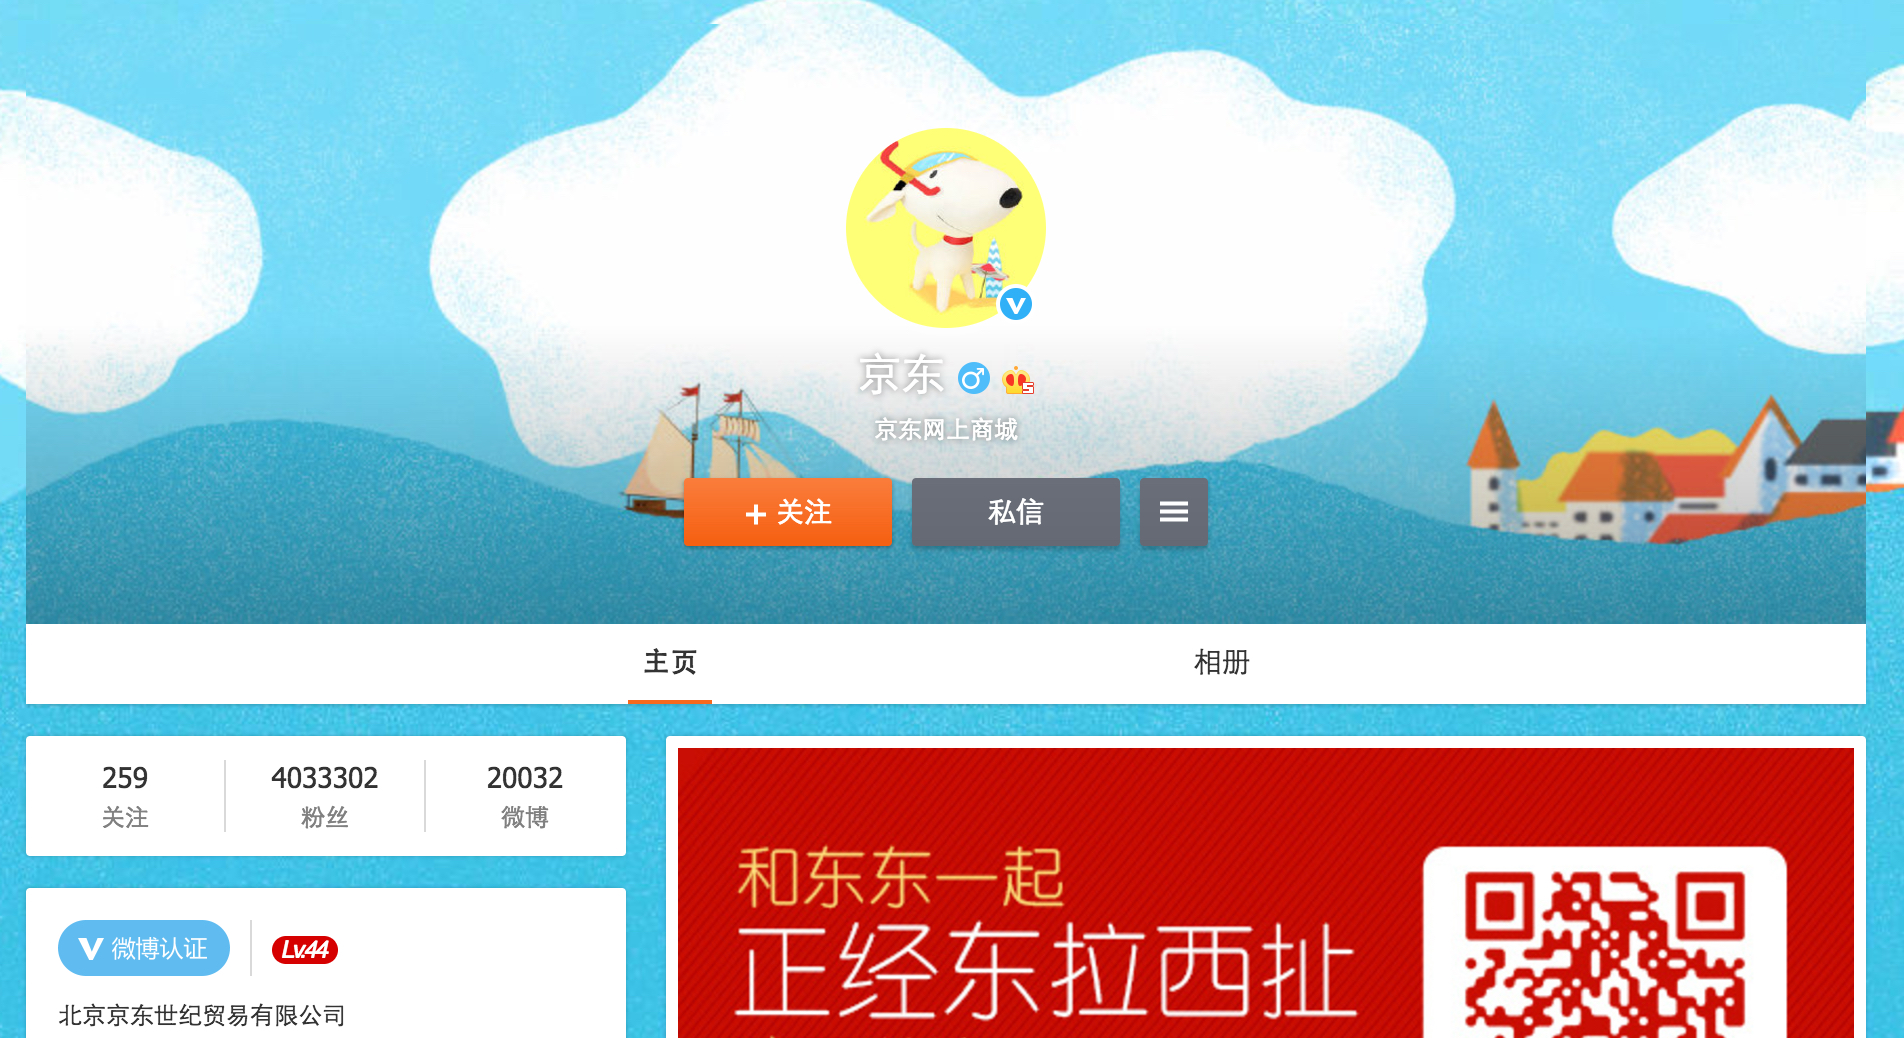 京东
京东网上商城
+ 关注
私信
主页
相册
259
关注
4033302
粉丝
20032
微博
V 微博认证
Lv.44
北京京东世纪贸易有限公司
和东东一起
正经东拉西扯